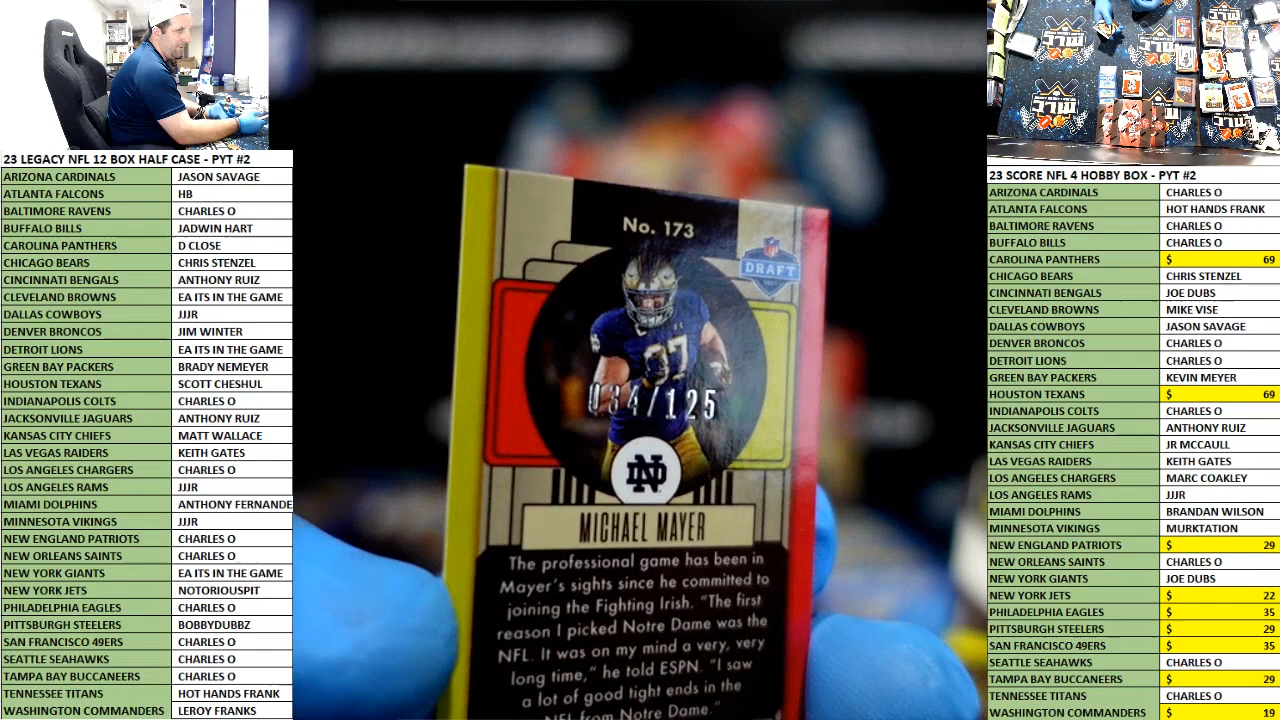 23 LEGACY NFL 12 BOX HALF CASE - PYT #2
ARIZONA CARDINALS JASON SAVAGE
ATLANTA FALCONS HB
BALTIMORE RAVENS CHARLES O
BUFFALO BILLS JADWIN HART
CAROLINA PANTHERS D CLOSE
CHICAGO BEARS CHRIS STENZEL
CINCINNATI BENGALS ANTHONY RUIZ
CLEVELAND BROWNS EA ITS IN THE GAME
DALLAS COWBOYS JJJR
DENVER BRONCOS JIM WINTER
DETROIT LIONS EA ITS IN THE GAME
GREEN BAY PACKERS BRADY NEMEYER
HOUSTON TEXANS SCOTT CHESHUL
INDIANAPOLIS COLTS CHARLES O
JACKSONVILLE JAGUARS ANTHONY RUIZ
KANSAS CITY CHIEFS MATT WALLACE
LAS VEGAS RAIDERS KEITH GATES
LOS ANGELES CHARGERS CHARLES O
LOS ANGELES RAMS JJJR
MIAMI DOLPHINS ANTHONY FERNANDE
MINNESOTA VIKINGS JJJR
NEW ENGLAND PATRIOTS CHARLES O
NEW ORLEANS SAINTS CHARLES O
NEW YORK GIANTS EA ITS IN THE GAME
NEW YORK JETS NOTORIOUSPIT
PHILADELPHIA EAGLES CHARLES O
PITTSBURGH STEELERS BOBBYDUBBZ
SAN FRANCISCO 49ERS CHARLES O
SEATTLE SEAHAWKS CHARLES O
TAMPA BAY BUCCANEERS CHARLES O
TENNESSEE TITANS HOT HANDS FRANK
WASHINGTON COMMANDERS LEROY FRANKS
No. 173
NFL
DRAFT
87
/125
ND
MICHAEL MAYER
The professional game has been in
Mayer's sights since he committed to
joining the Fighting Irish. "The first
reason I picked Notre Dame was the
NFL. It was on my mind a very, very
long time," he told ESPN. "I saw
a lot of good tight ends in the
NFL from Notre Dame."
23 SCORE NFL 4 HOBBY BOX - PYT #2
ARIZONA CARDINALS CHARLES O
ATLANTA FALCONS HOT HANDS FRANK
BALTIMORE RAVENS CHARLES O
BUFFALO BILLS CHARLES O
CAROLINA PANTHERS $ 69
CHICAGO BEARS CHRIS STENZEL
CINCINNATI BENGALS JOE DUBS
CLEVELAND BROWNS MIKE VISE
DALLAS COWBOYS JASON SAVAGE
DENVER BRONCOS CHARLES O
DETROIT LIONS CHARLES O
GREEN BAY PACKERS KEVIN MEYER
HOUSTON TEXANS $ 69
INDIANAPOLIS COLTS CHARLES O
JACKSONVILLE JAGUARS ANTHONY RUIZ
KANSAS CITY CHIEFS JR MCCAULL
LAS VEGAS RAIDERS KEITH GATES
LOS ANGELES CHARGERS MARC COAKLEY
LOS ANGELES RAMS JJJR
MIAMI DOLPHINS BRANDAN WILSON
MINNESOTA VIKINGS MURKTATION
NEW ENGLAND PATRIOTS $ 29
NEW ORLEANS SAINTS CHARLES O
NEW YORK GIANTS JOE DUBS
NEW YORK JETS $ 22
PHILADELPHIA EAGLES $ 35
PITTSBURGH STEELERS $ 29
SAN FRANCISCO 49ERS $ 35
SEATTLE SEAHAWKS CHARLES O
TAMPA BAY BUCCANEERS $ 29
TENNESSEE TITANS CHARLES O
WASHINGTON COMMANDERS $ 19